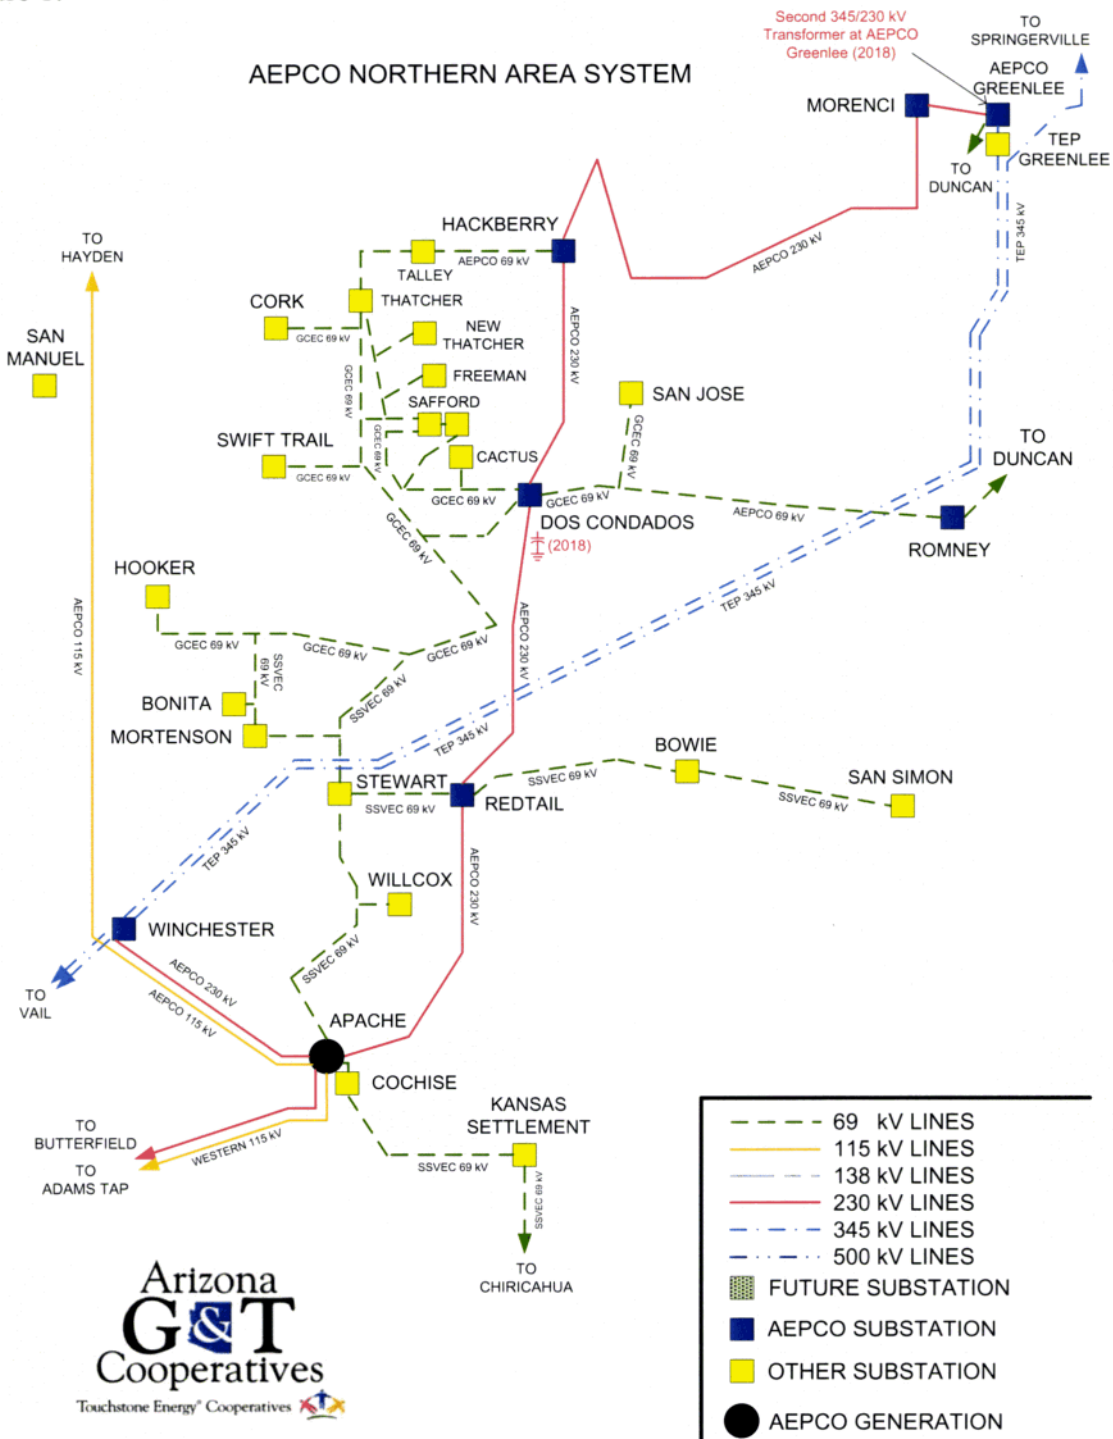 Second 345/230 kV
Transformer at AEPCO
Greenlee (2018)
TO
SPRINGERVILLE
AEPCO NORTHERN AREA SYSTEM
AEPCO
GREENLEE
MORENCI
TEP
GREENLEE
TO
DUNCAN
TEP 345 kV
AEPCO 230 kV
HACKBERRY
AEPCO 69 kV
TALLEY
TO
HAYDEN
CORK
THATCHER
GCEC 69 kV
NEW
THATCHER
AEPCO 230 kV
SAN
MANUEL
GCEC 69 kV
FREEMAN
SAN JOSE
SAFFORD
GCEC 69 kV
GCEC 69 kV
SWIFT TRAIL
GCEC 69 kV
CACTUS
TO
DUNCAN
GCEC 69 kV
GCEC 69 kV
AEPCO 69 kV
GCEC 69 kV
DOS CONDADOS
(2018)
ROMNEY
HOOKER
TEP 345 kV
AEPCO 115 kV
GCEC 69 kV
GCEC 69 kV
GCEC 69 kV
AEPCO 230 kV
SSVEC
69 kV
SSVEC 69 kV
BONITA
MORTENSON
TEP 345 kV
BOWIE
STEWART
SSVEC 69 kV
SAN SIMON
SSVEC 69 kV
REDTAIL
SSVEC 69 kV
TEP 345 kV
WILLCOX
AEPCO 230 kV
WINCHESTER
SSVEC 69 kV
AEPCO 230 kV
AEPCO 115 kV
TO
VAIL
APACHE
COCHISE
KANSAS
SETTLEMENT
TO
BUTTERFIELD
WESTERN 115 kV
TO
ADAMS TAP
SSVEC 69 kV
SSVEC 69 kV
TO
CHIRICAHUA
69 kV LINES
115 kV LINES
138 kV LINES
230 kV LINES
345 kV LINES
500 kV LINES
FUTURE SUBSTATION
AEPCO SUBSTATION
OTHER SUBSTATION
AEPCO GENERATION
Arizona
G&T
Cooperatives
Touchstone Energy® Cooperatives